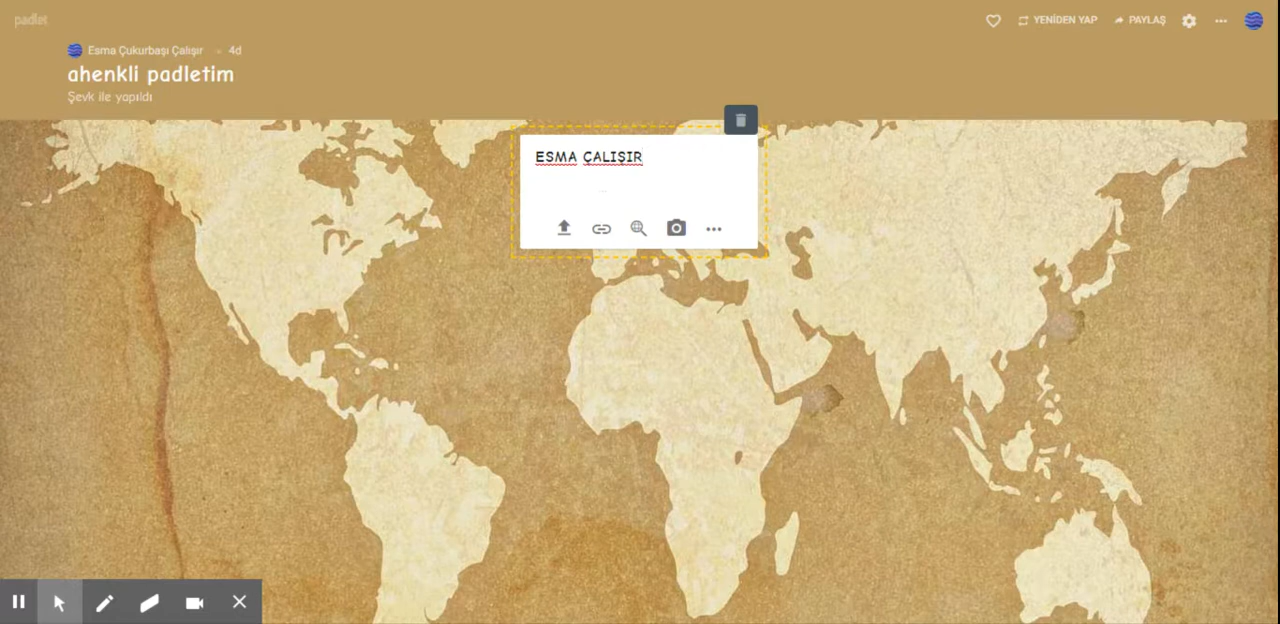 padlet
YENİDEN YAP
PAYLAŞ
Esma Çukurbaşı Çalışır
4d
ahenkli padletim
Şevk ile yapıldı
ESMA ÇALIŞIR